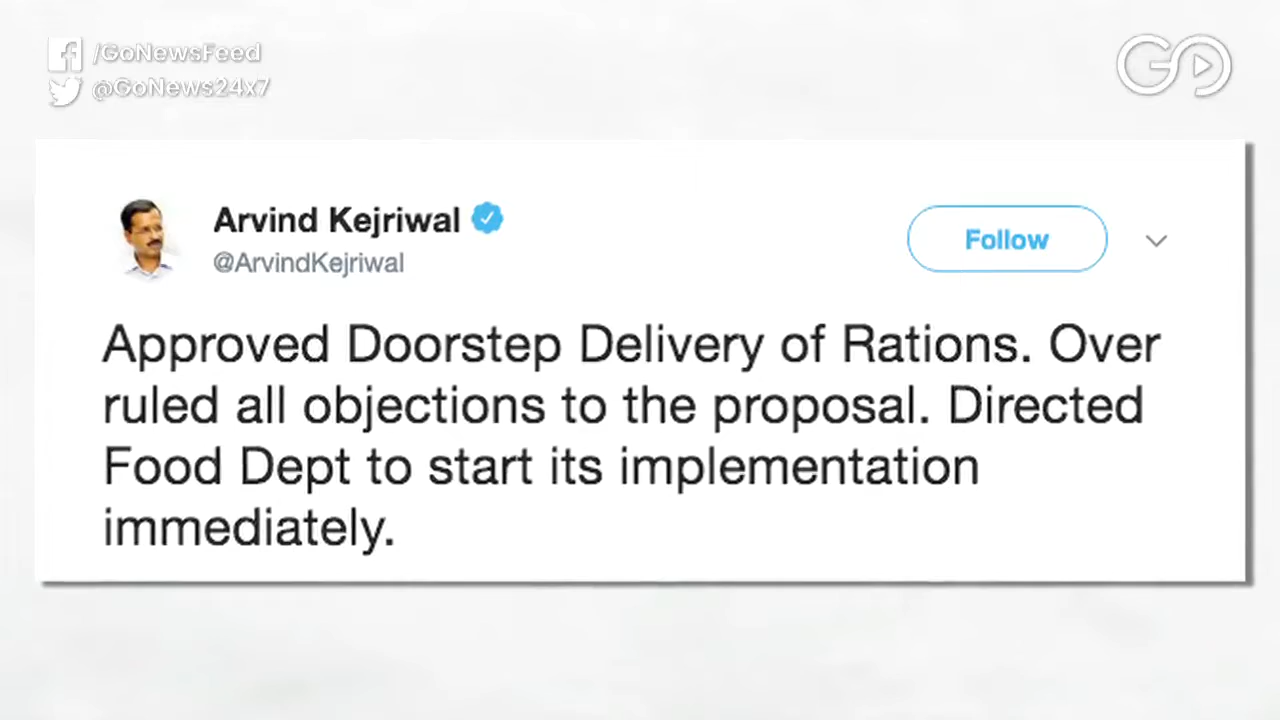 /GoNewsFeed
@GoNews24x7
GO
Arvind Kejriwal
@ArvindKejriwal
Follow
Approved Doorstep Delivery of Rations. Over
ruled all objections to the proposal. Directed
Food Dept to start its implementation
immediately.